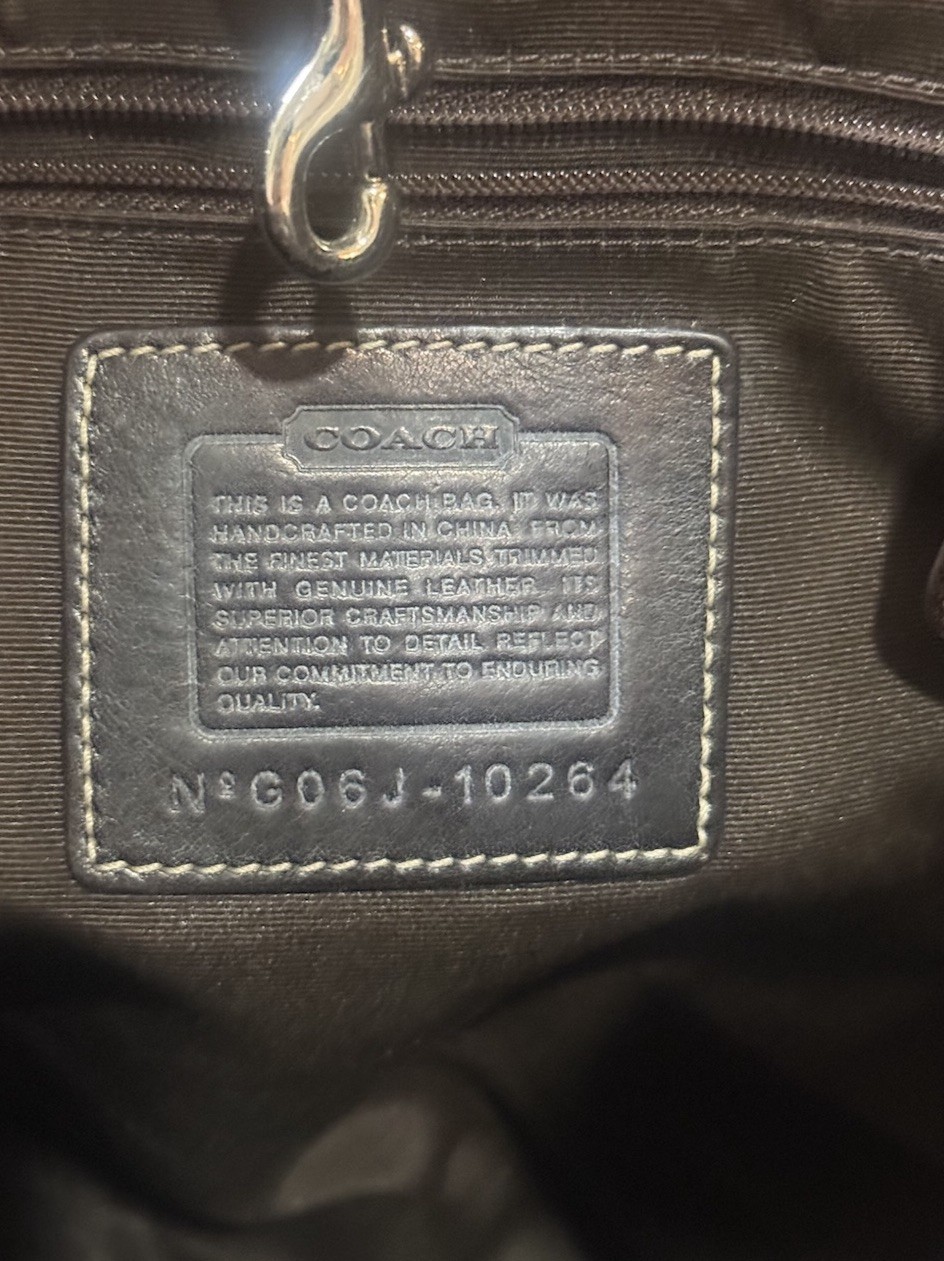 COACH
THIS IS A COACH BAG. IT WAS
HANDCRAFTED IN CHINA FROM
THE FINEST MATERIALS TRIMMED
WITH GENUINE LEATHER. ITS
SUPERIOR CRAFTSMANSHIP AND
ATTENTION TO DETAIL REFLECT
OUR COMMITMENT TO ENDURING
QUALITY.
Nº G06J-10264